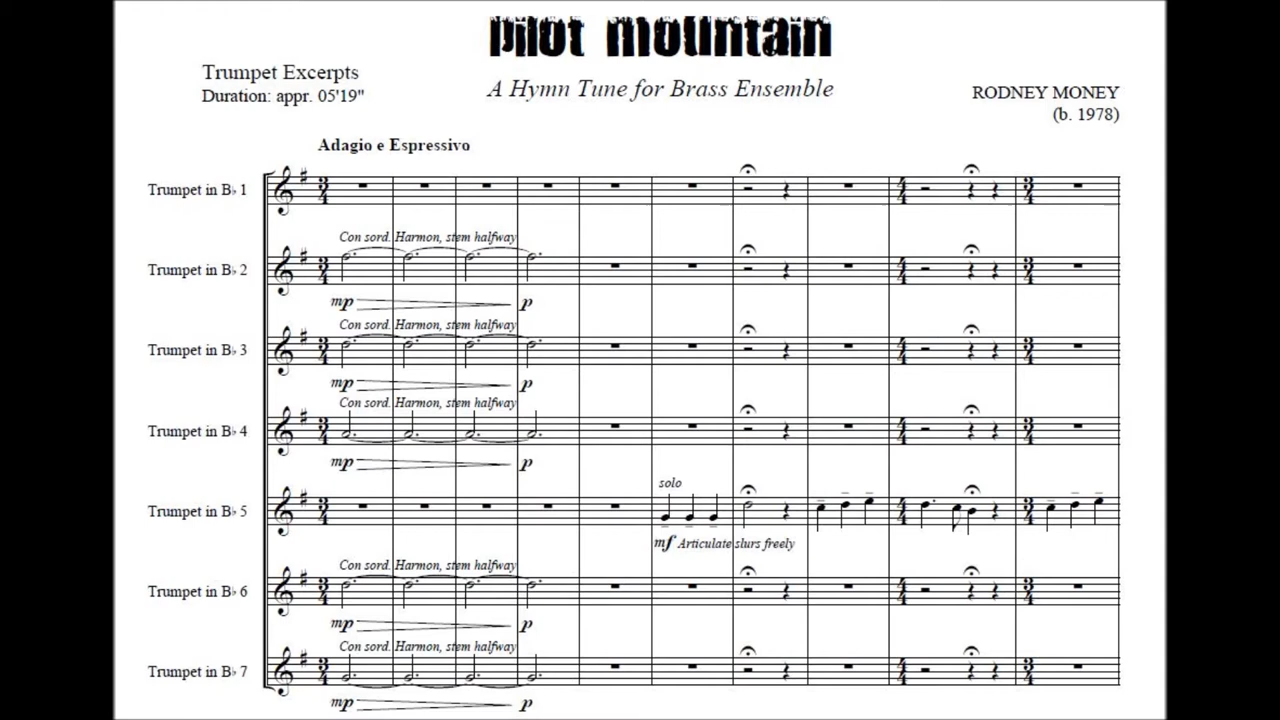 pilot mountain
Trumpet Excerpts
A Hymn Tune for Brass Ensemble
Duration: appr. 05'19"
RODNEY MONEY
(b. 1978)
Adagio e Espressivo
Trumpet in B♭ 1
Con sord. Harmon, stem halfway
Trumpet in B♭ 2
mp p
Con sord. Harmon, stem halfway
Trumpet in B♭ 3
mp p
Con sord. Harmon, stem halfway
Trumpet in B♭ 4
mp p
solo
Trumpet in B♭ 5
mf Articulate slurs freely
Con sord. Harmon, stem halfway
Trumpet in B♭ 6
mp p
Con sord. Harmon, stem halfway
Trumpet in B♭ 7
mp p